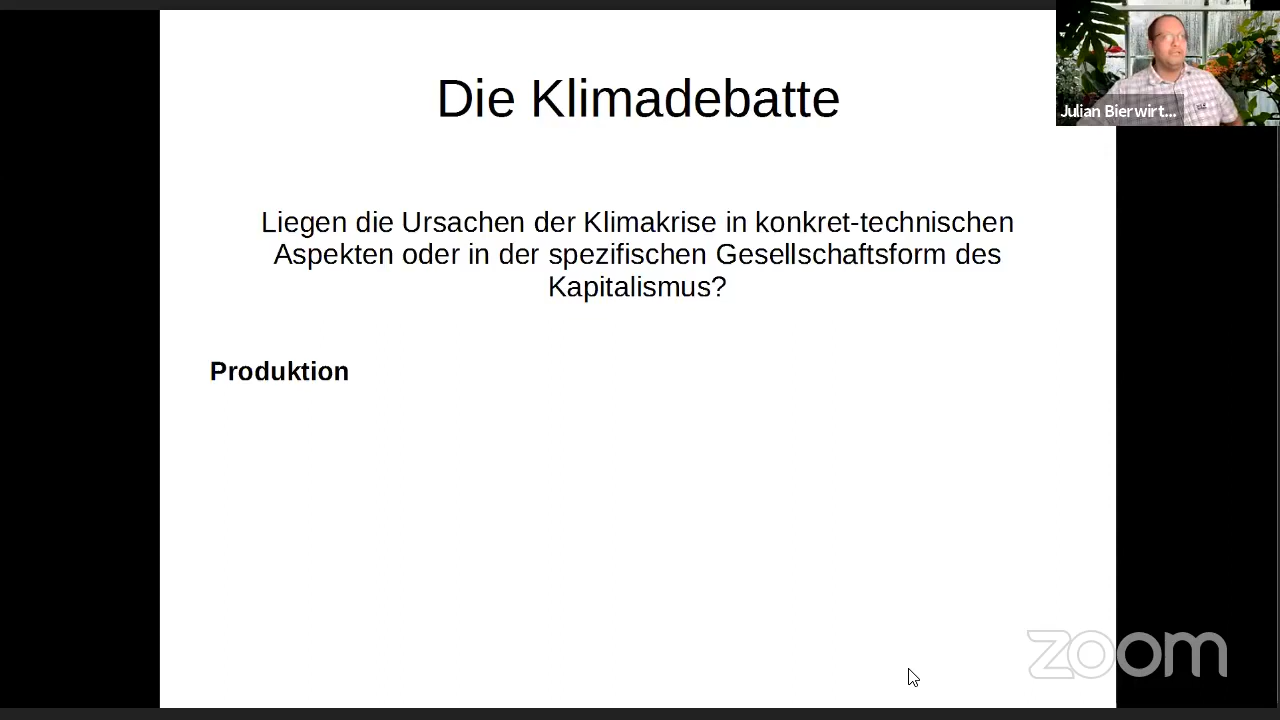 Die Klimadebatte
Julian Bierwirt...
Liegen die Ursachen der Klimakrise in konkret-technischen
Aspekten oder in der spezifischen Gesellschaftsform des
Kapitalismus?
Produktion
zoom